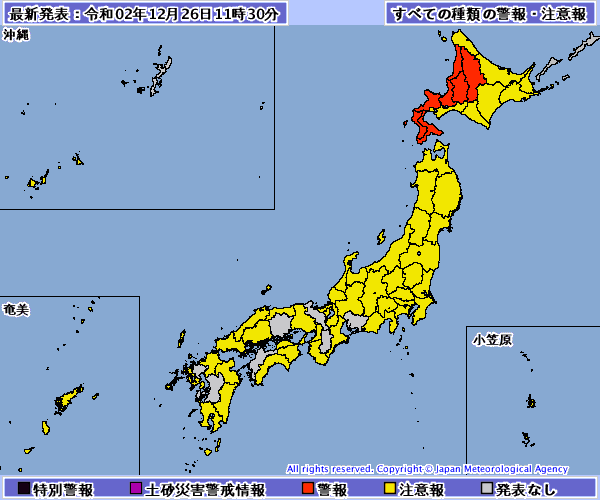 最新発表：令和02年12月26日11時30分
すべての種類の警報・注意報
沖縄
奄美
小笠原
All rights reserved. Copyright © Japan Meteorological Agency
特別警報 土砂災害警戒情報 警報 注意報 発表なし